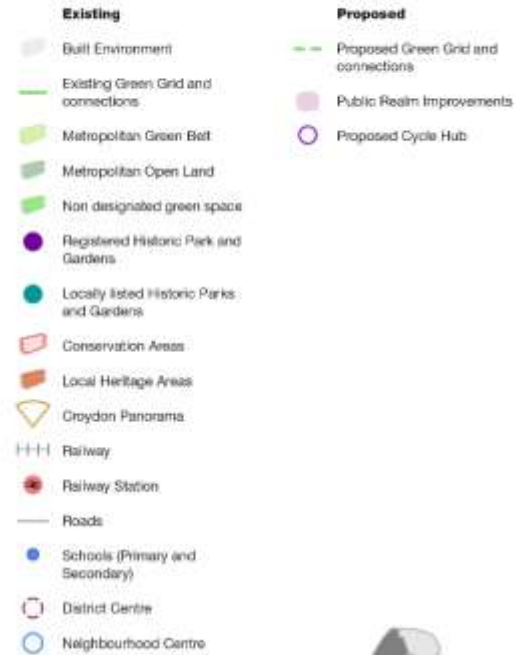 Existing
Built Environment
Existing Green Grid and
connections
Metropolitan Green Belt
Metropolitan Open Land
Non designated green space
Registered Historic Park and
Gardens
Locally listed Historic Parks
and Gardens
Conservation Areas
Local Heritage Areas
Croydon Panorama
Railway
Railway Station
Roads
Schools (Primary and
Secondary)
District Centre
Neighbourhood Centre
Proposed
Proposed Green Grid and
connections
Public Realm Improvements
Proposed Cycle Hub